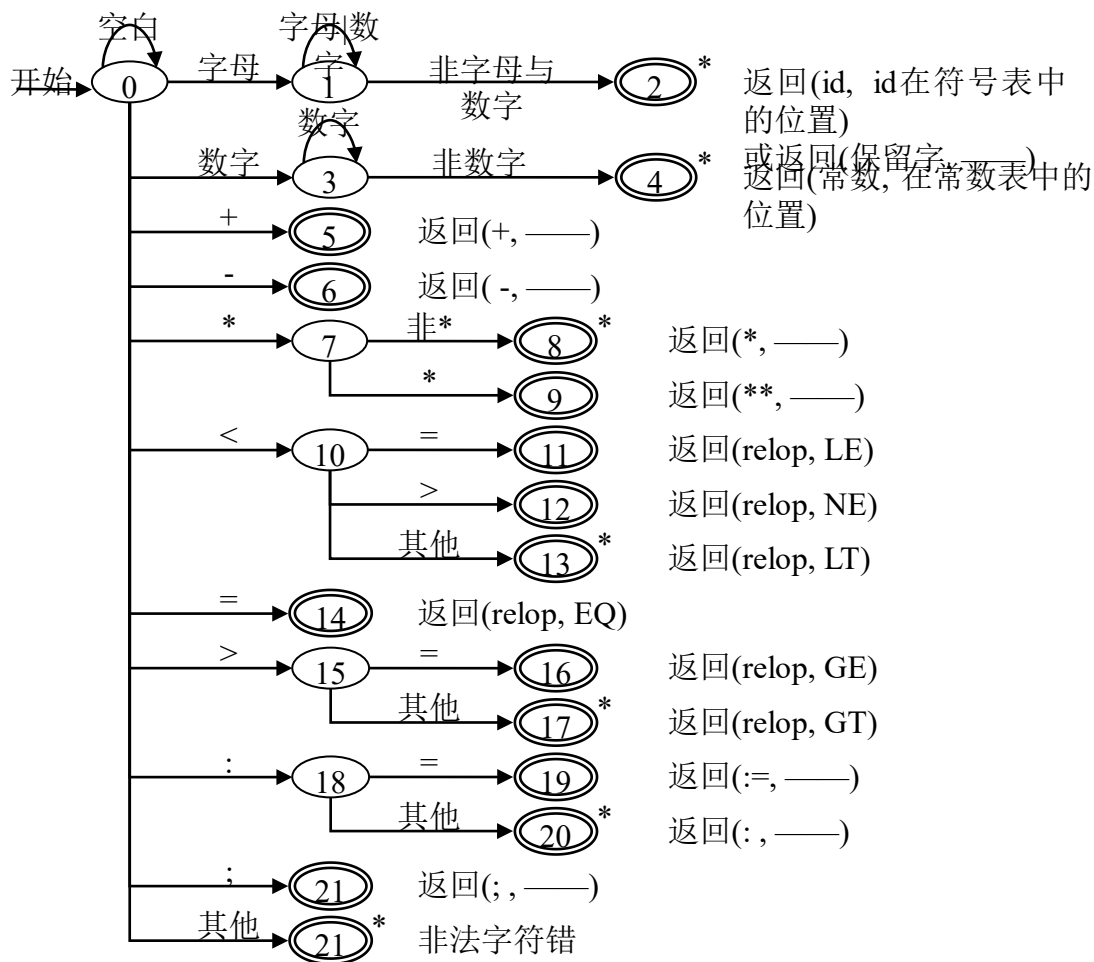 空白
字母|数字
开始
0
字母
1
非字母与数字
2
*
返回(id, id在符号表中的位置)
或返回(保留字, ——)
数字
数字
3
非数字
4
*
返回(常数, 在常数表中的位置)
+
5
返回(+, ——)
-
6
返回( -, ——)
*
7
非*
8
*
返回(*, ——)
*
9
返回(**, ——)
<
10
=
11
返回(relop, LE)
>
12
返回(relop, NE)
其他
13
*
返回(relop, LT)
=
14
返回(relop, EQ)
>
15
=
16
返回(relop, GE)
其他
17
*
返回(relop, GT)
:
18
=
19
返回(:=, ——)
其他
20
*
返回(: , ——)
;
21
返回(; , ——)
其他
21
*
非法字符错